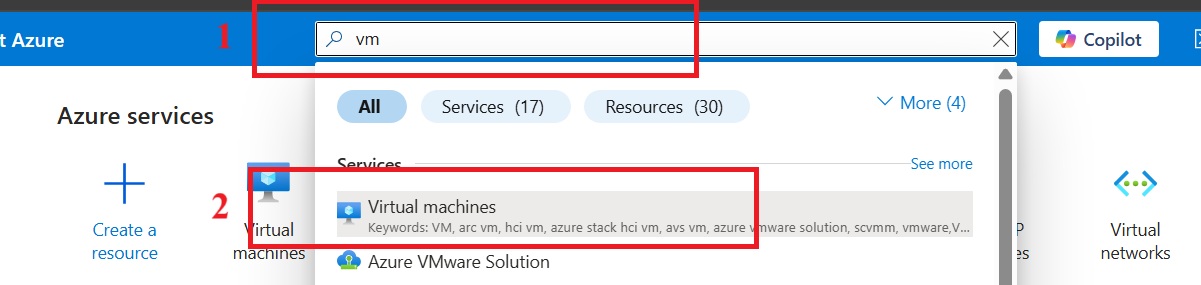 1
t Azure
vm
Copilot
All
Services (17)
Resources (30)
More (4)
Azure services
Services
See more
2
Create a
resource
Virtual
machines
Virtual machines
Keywords: VM, arc vm, hci vm, azure stack hci vm, avs vm, azure vmware solution, scvmm, vmware,V...
Azure VMware Solution
P
es
Virtual
networks